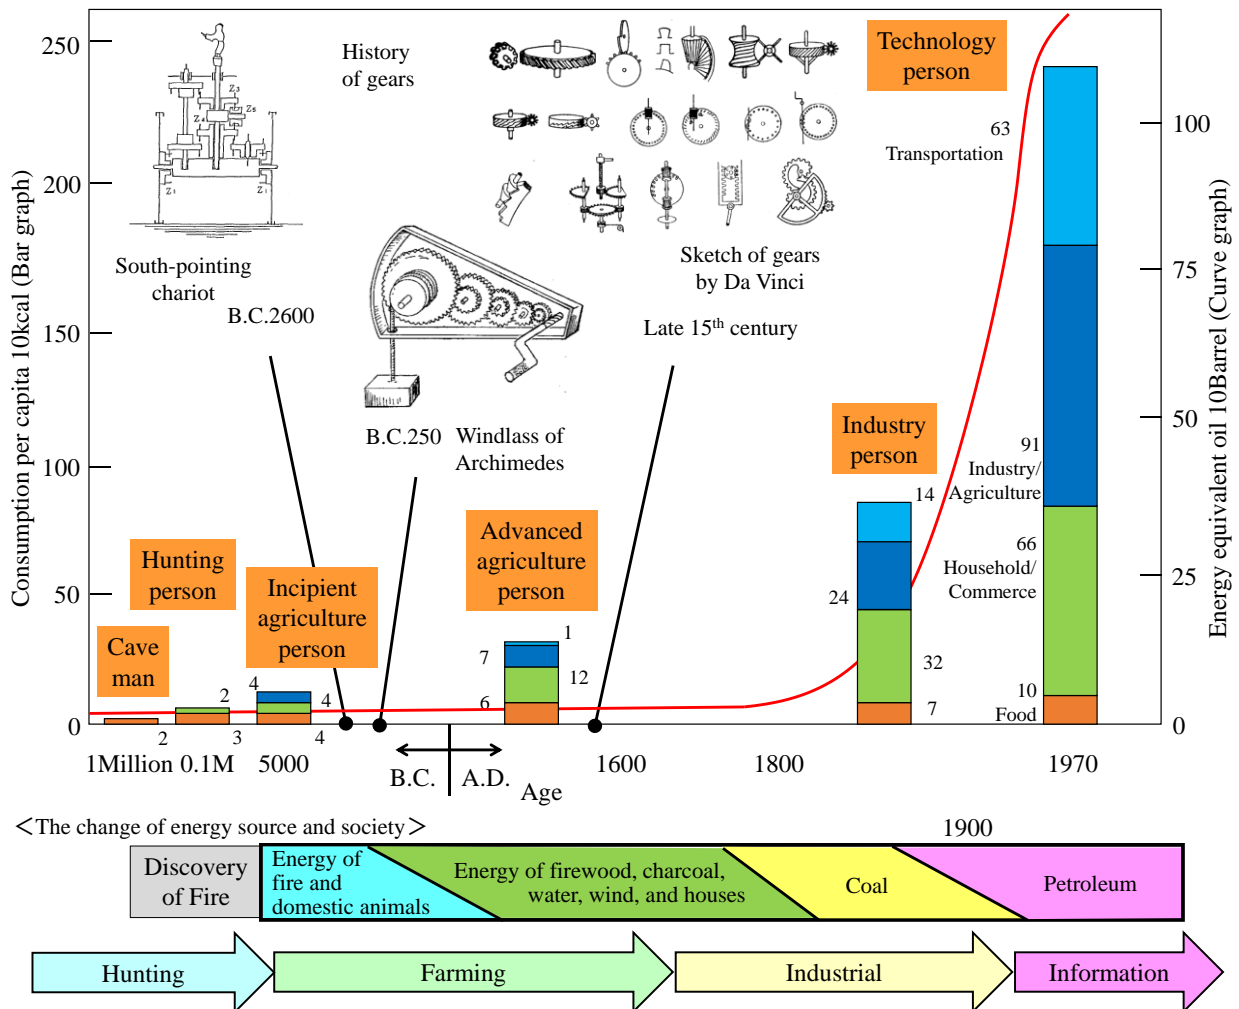 250
200
150
100
50
0
Consumption per capita 10kcal (Bar graph)
100
75
50
25
0
Energy equivalent oil 10Barrel (Curve graph)
History
of gears
Z3
Z5
Z4
Z1
Z1
South-pointing
chariot
B.C.2600
B.C.250
Windlass of
Archimedes
Sketch of gears
by Da Vinci
Late 15th century
Technology
person
63
Transportation
91
Industry/
Agriculture
66
Household/
Commerce
10
Food
Industry
person
14
24
32
7
Advanced
agriculture
person
1
7
12
6
Incipient
agriculture
person
4
4
4
Hunting
person
2
3
Cave
man
2
1Million 0.1M 5000
B.C. A.D.
1600
1800
1970
Age
<The change of energy source and society>
1900
Discovery
of Fire
Energy of
fire and
domestic animals
Energy of firewood, charcoal,
water, wind, and houses
Coal
Petroleum
Hunting
Farming
Industrial
Information